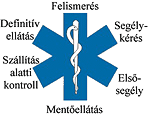 Felismerés
Definitív
ellátás
Segély-
kérés
Szállítás
alatti
kontroll
Első-
segély
Mentőellátás